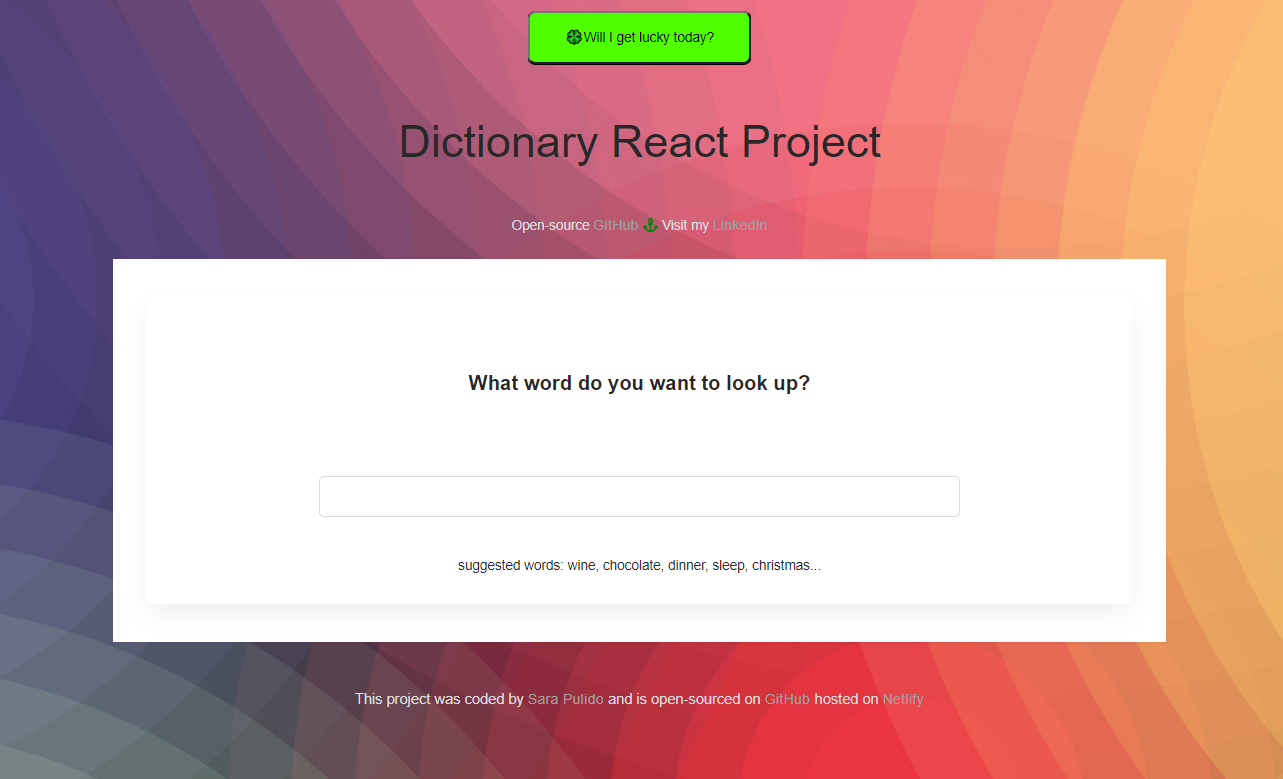 🍀Will I get lucky today?
Dictionary React Project
Open-source GitHub ⚓ Visit my Linkedin
What word do you want to look up?
suggested words: wine, chocolate, dinner, sleep, christmas...
This project was coded by Sara Pulido and is open-sourced on GitHub hosted on Netlify